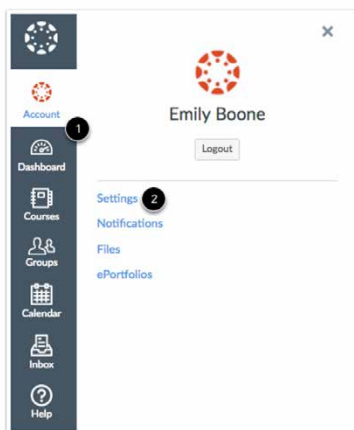 Account
1
Dashboard
Courses
Groups
Calendar
Inbox
Help
Emily Boone
Logout
Settings 2
Notifications
Files
ePortfolios